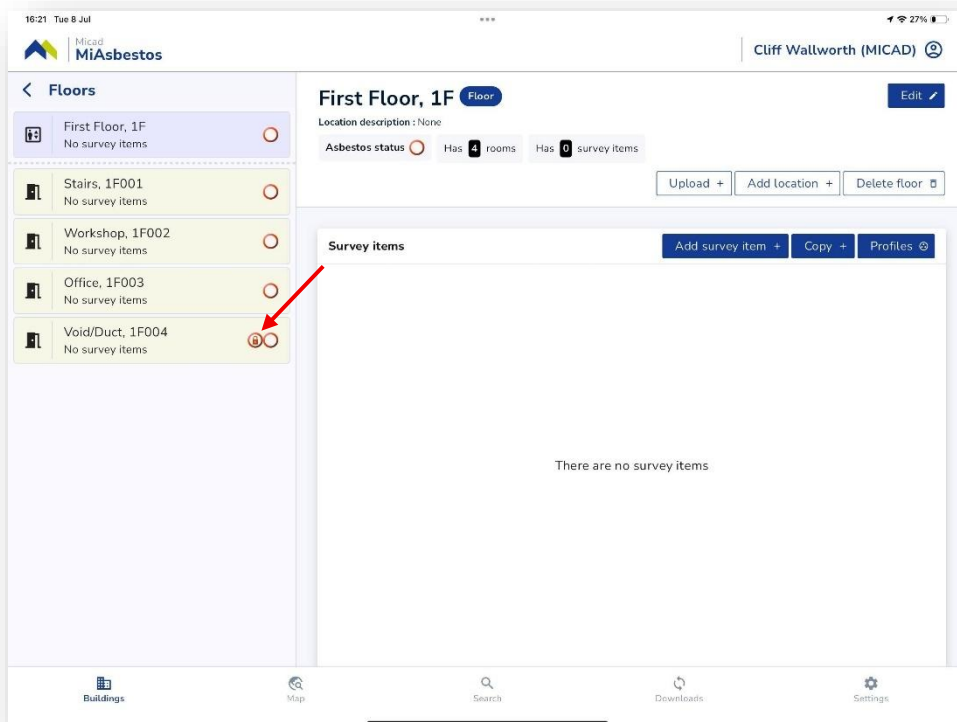 16:21 Tue 8 Jul
27%
Micad
MiAsbestos
Cliff Wallworth (MICAD)
Floors
First Floor, 1F
No survey items
Stairs, 1F001
No survey items
Workshop, 1F002
No survey items
Office, 1F003
No survey items
Void/Duct, 1F004
No survey items
First Floor, 1F Floor
Edit
Location description : None
Asbestos status Has 4 rooms Has 0 survey items
Upload + Add location + Delete floor
Survey items
Add survey item + Copy + Profiles
There are no survey items
Buildings Map Search Downloads Settings